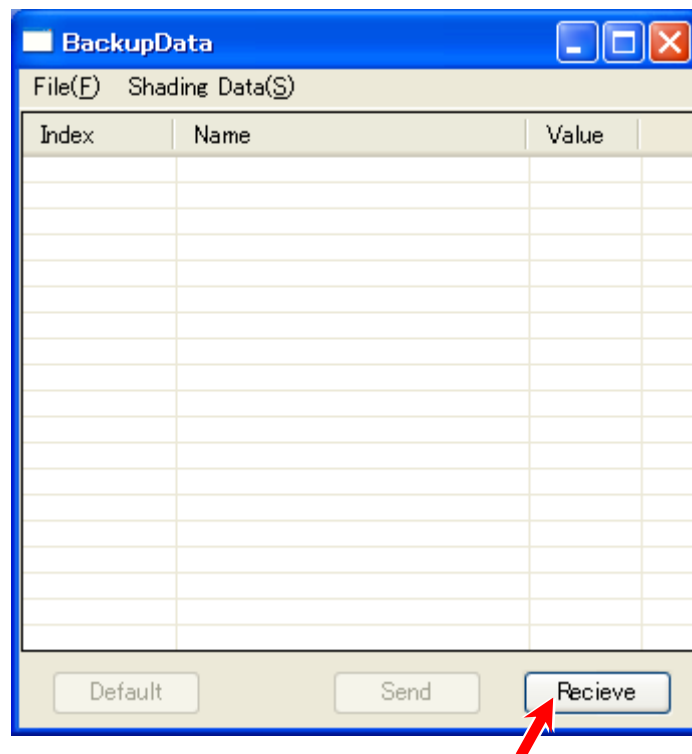 BackupData
File(F) Shading Data(S)
Index Name Value
Default Send Recieve